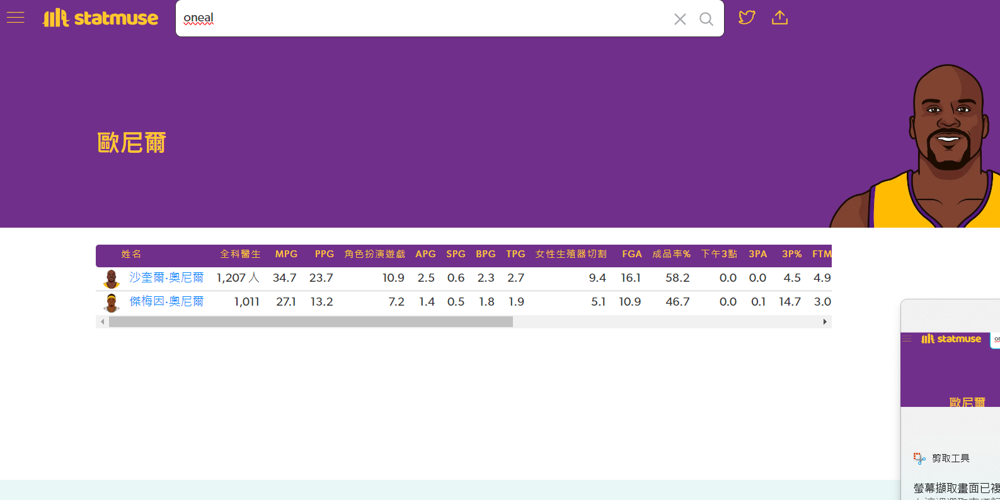 statmuse
oneal
歐尼爾
姓名 全科醫生 MPG PPG 角色扮演遊戲 APG SPG BPG TPG 女性生殖器切割 FGA 成品率% 下午3點 3PA 3P% FTM
沙奎爾·奧尼爾 1,207 人 34.7 23.7 10.9 2.5 0.6 2.3 2.7 9.4 16.1 58.2 0.0 0.0 4.5 4.9
傑梅因·奧尼爾 1,011 27.1 13.2 7.2 1.4 0.5 1.8 1.9 5.1 10.9 46.7 0.0 0.1 14.7 3.0
statmuse
歐尼爾
剪取工具
螢幕擷取畫面已複